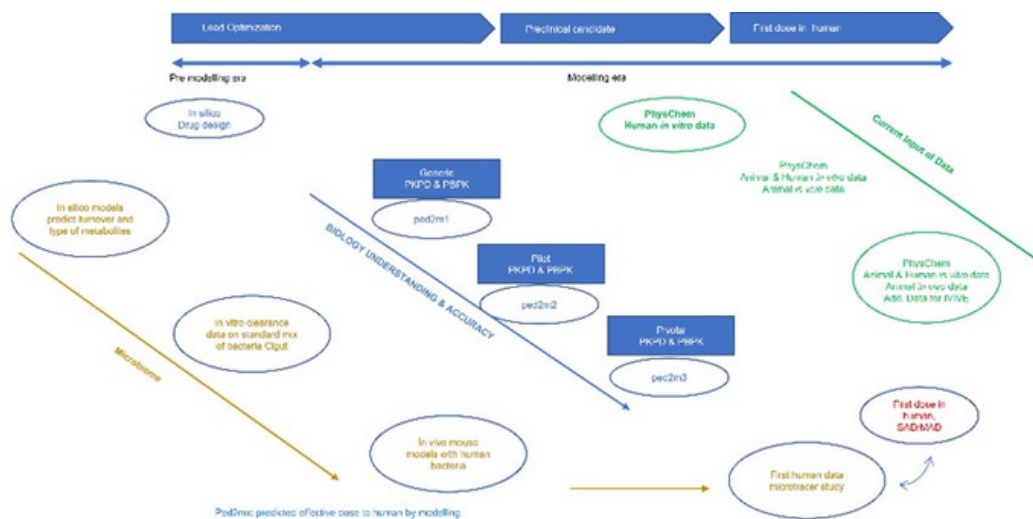 Lead Optimization
Preclinical candidate
First dose in human
Pre modelling era
Modelling era
In silico
Drug design
PhysChem
Human in vitro data
Current Input of Data
Generic
PKPD & PBPK
PhysChem
Animal & Human in vitro data
Animal in vivo data
ped2m1
In silico models
predict turnover and
type of metabolites
BIOLOGY UNDERSTANDING & ACCURACY
Pilot
PKPD & PBPK
PhysChem
Animal & Human in vitro data
Animal in vivo data
Add. Data for IVIVE
ped2m2
In vitro clearance
data on standard mix
of bacteria CIgut
Pivotal
PKPD & PBPK
Microbiome
ped2m3
First dose in
human,
SAD/MAD
In vivo mouse
models with human
bacteria
First human data
microtracer study
predicted effective dose to human by modelling